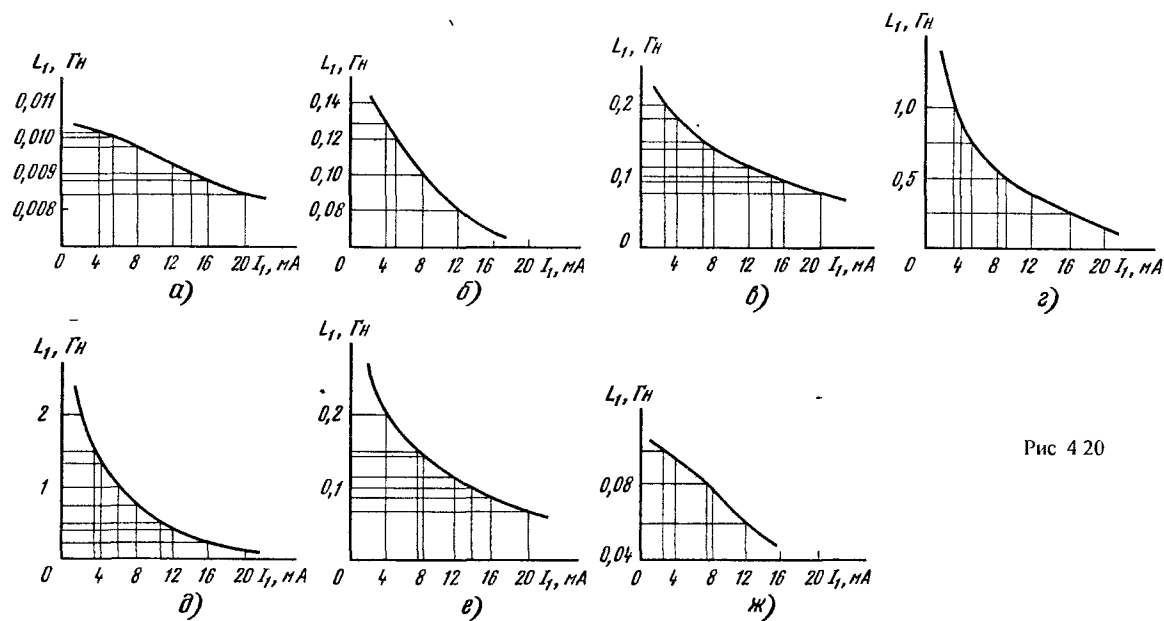 L₁, Гн
0,011
0,010
0,009
0,008
0 4 8 12 16 20 I₁, мА
а)
L₁, Гн
0,14
0,12
0,10
0,08
0 4 8 12 16 20 I₁, мА
б)
L₁, Гн
0,2
0,1
0
4 8 12 16 20 I₁, мА
в)
L₁, Гн
1,0
0,5
0 4 8 12 16 20 I₁, мА
г)
L₁, Гн
2
1
0 4 8 12 16 20 I₁, мА
д)
L₁, Гн
0,2
0,1
0 4 8 12 16 20 I₁, мА
е)
L₁, Гн
0,08
0,04
0 4 8 12 16 20 I₁, мА
ж)
Рис 4 20